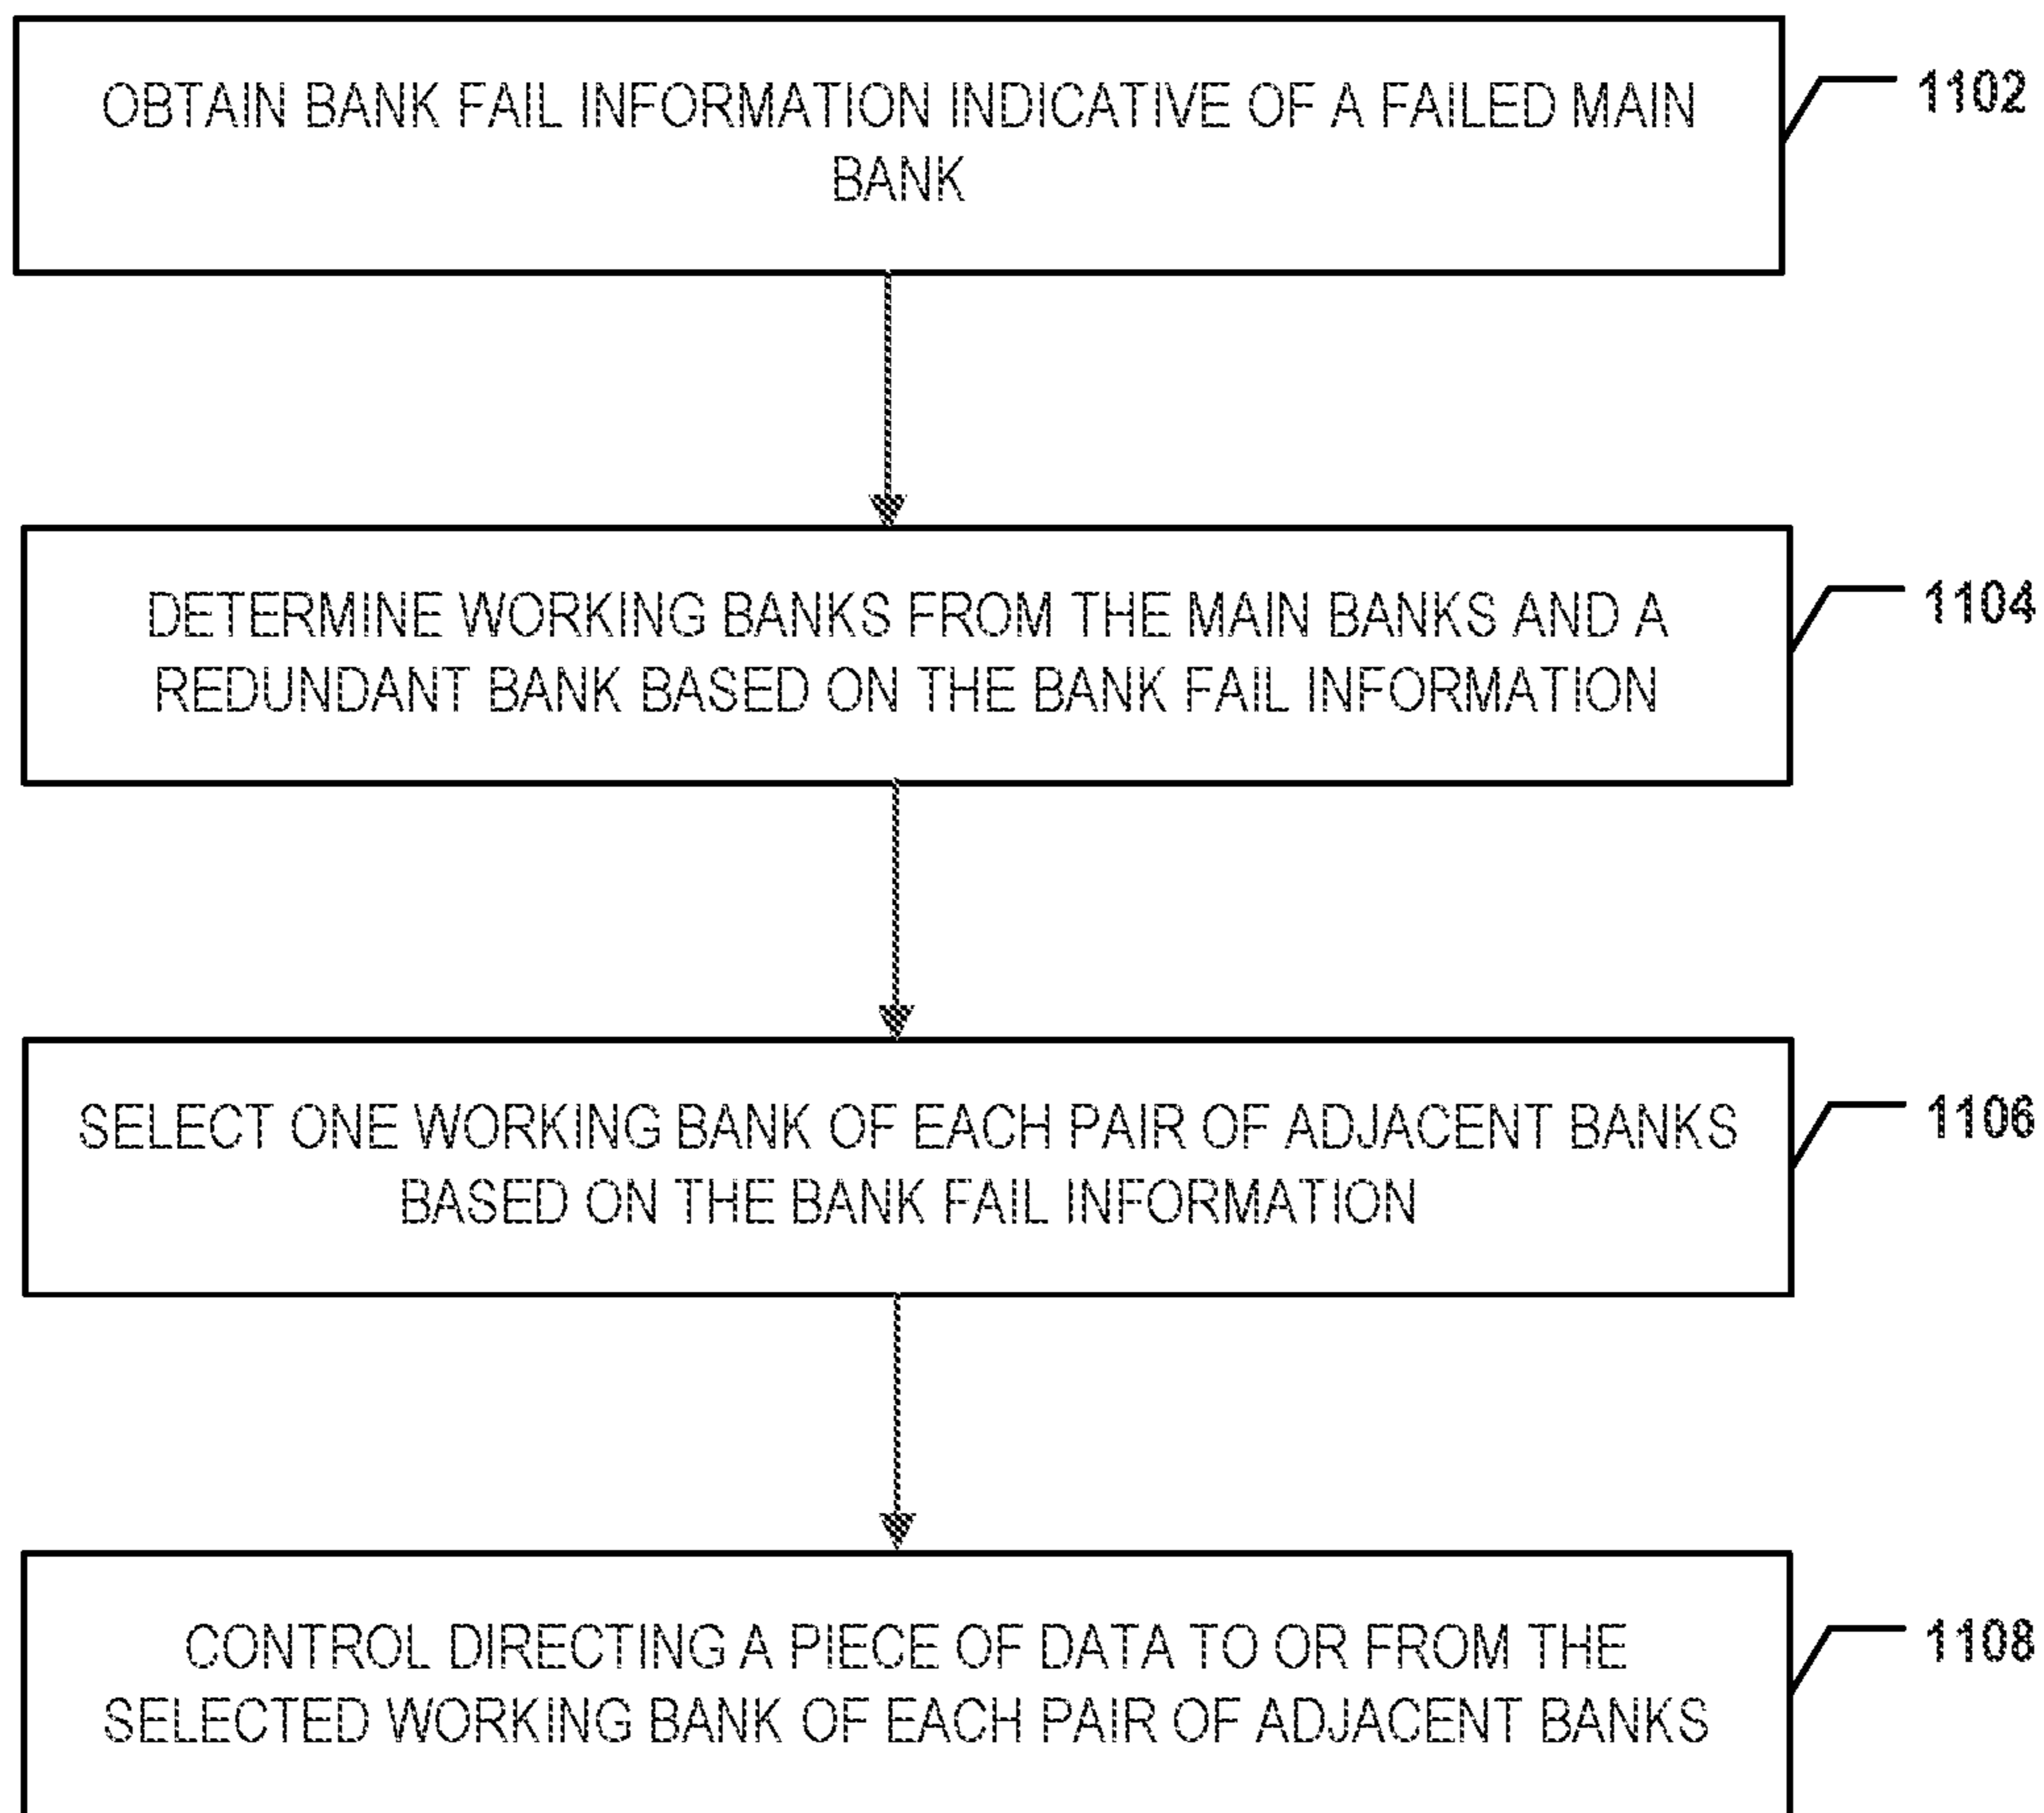 OBTAIN BANK FAIL INFORMATION INDICATIVE OF A FAILED MAIN
BANK
1102
DETERMINE WORKING BANKS FROM THE MAIN BANKS AND A
REDUNDANT BANK BASED ON THE BANK FAIL INFORMATION
1104
SELECT ONE WORKING BANK OF EACH PAIR OF ADJACENT BANKS
BASED ON THE BANK FAIL INFORMATION
1106
CONTROL DIRECTING A PIECE OF DATA TO OR FROM THE
SELECTED WORKING BANK OF EACH PAIR OF ADJACENT BANKS
1108